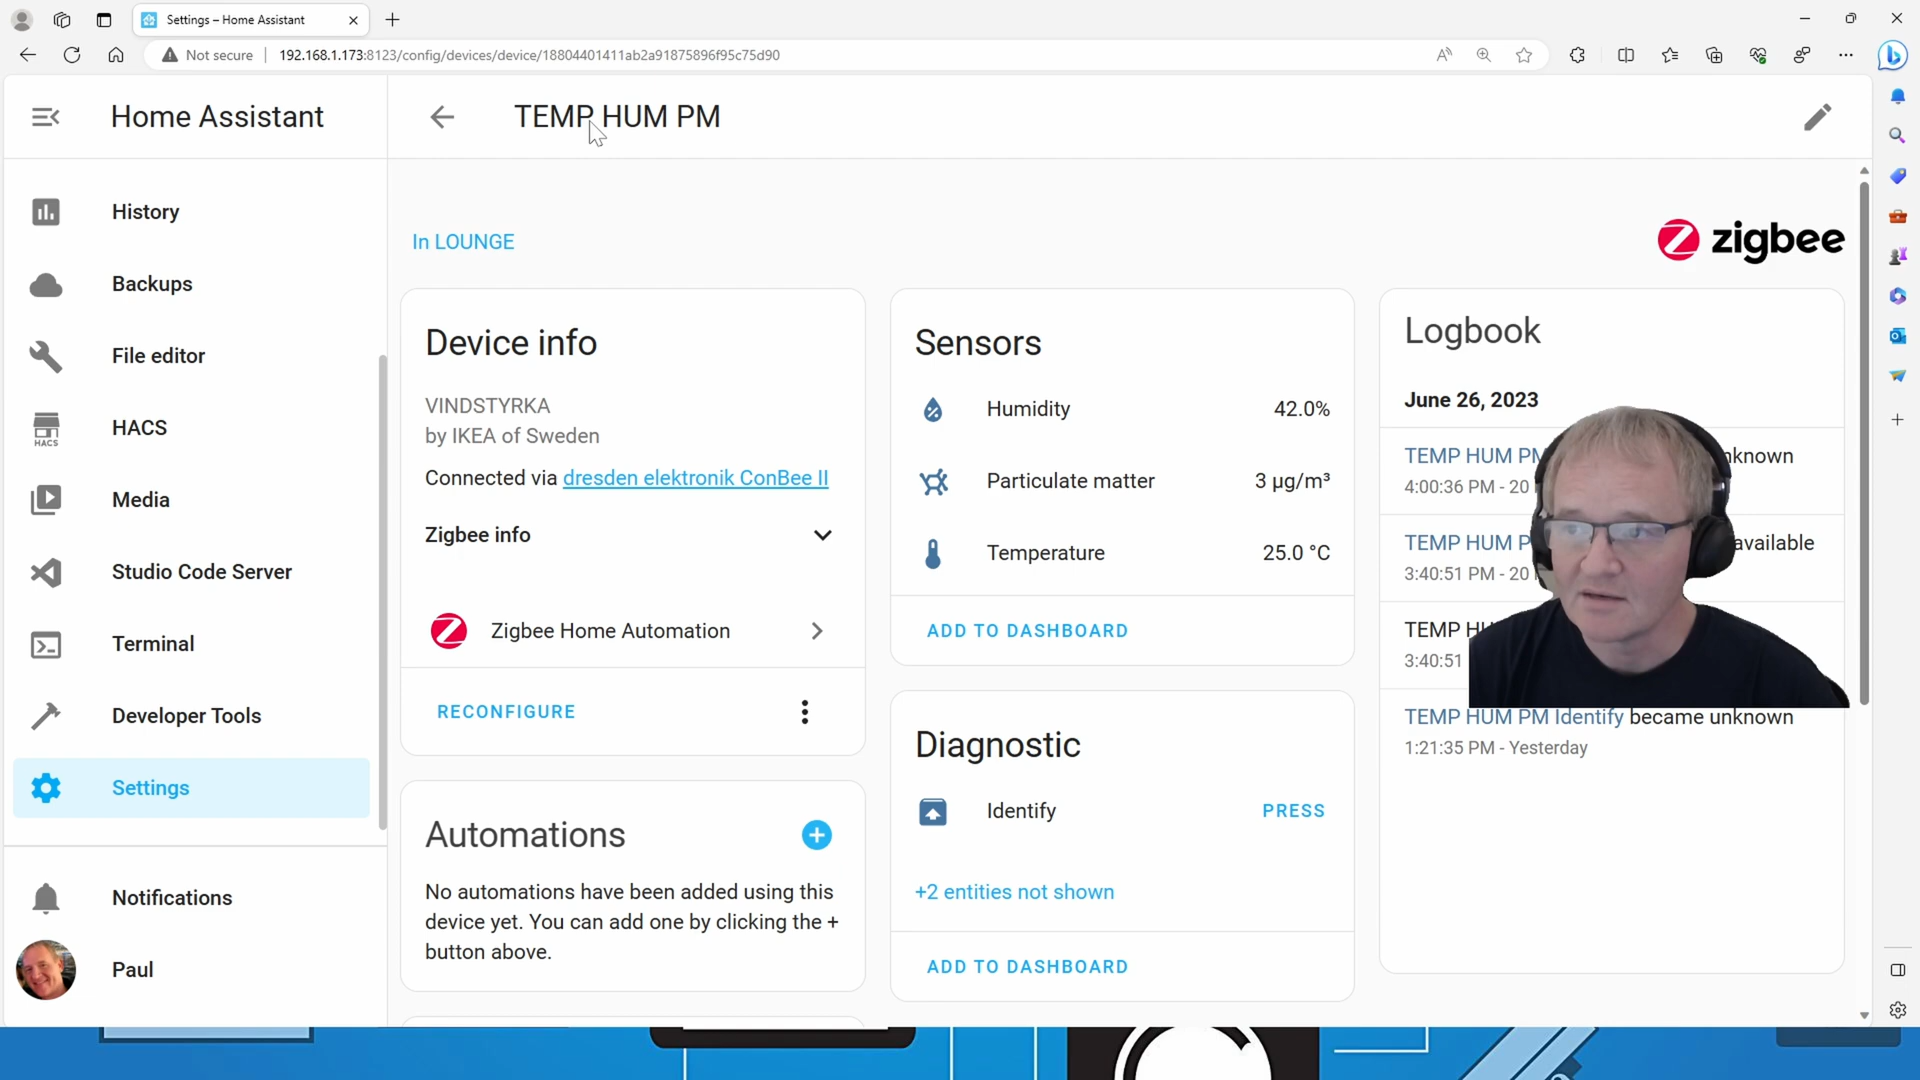 Settings – Home Assistant
Not secure
192.168.1.173:8123/config/devices/device/18804401411ab2a91875896f95c75d90
Home Assistant
TEMP HUM PM
History
Backups
File editor
HACS
HACS
Media
Studio Code Server
Terminal
Developer Tools
Settings
Notifications
Paul
In LOUNGE
zigbee
Device info
VINDSTYRKA
by IKEA of Sweden
Connected via dresden elektronik ConBee II
Zigbee info
Zigbee Home Automation
RECONFIGURE
Automations
No automations have been added using this
device yet. You can add one by clicking the +
button above.
Sensors
Humidity 42.0%
Particulate matter 3 µg/m³
Temperature 25.0 °C
ADD TO DASHBOARD
Diagnostic
Identify PRESS
+2 entities not shown
ADD TO DASHBOARD
Logbook
June 26, 2023
TEMP HUM
4:00:36 PM - 20
TEMP HUM
3:40:51 PM - 20
TEMP
3:40:51
TEMP HUM PM Identify became unknown
1:21:35 PM - Yesterday